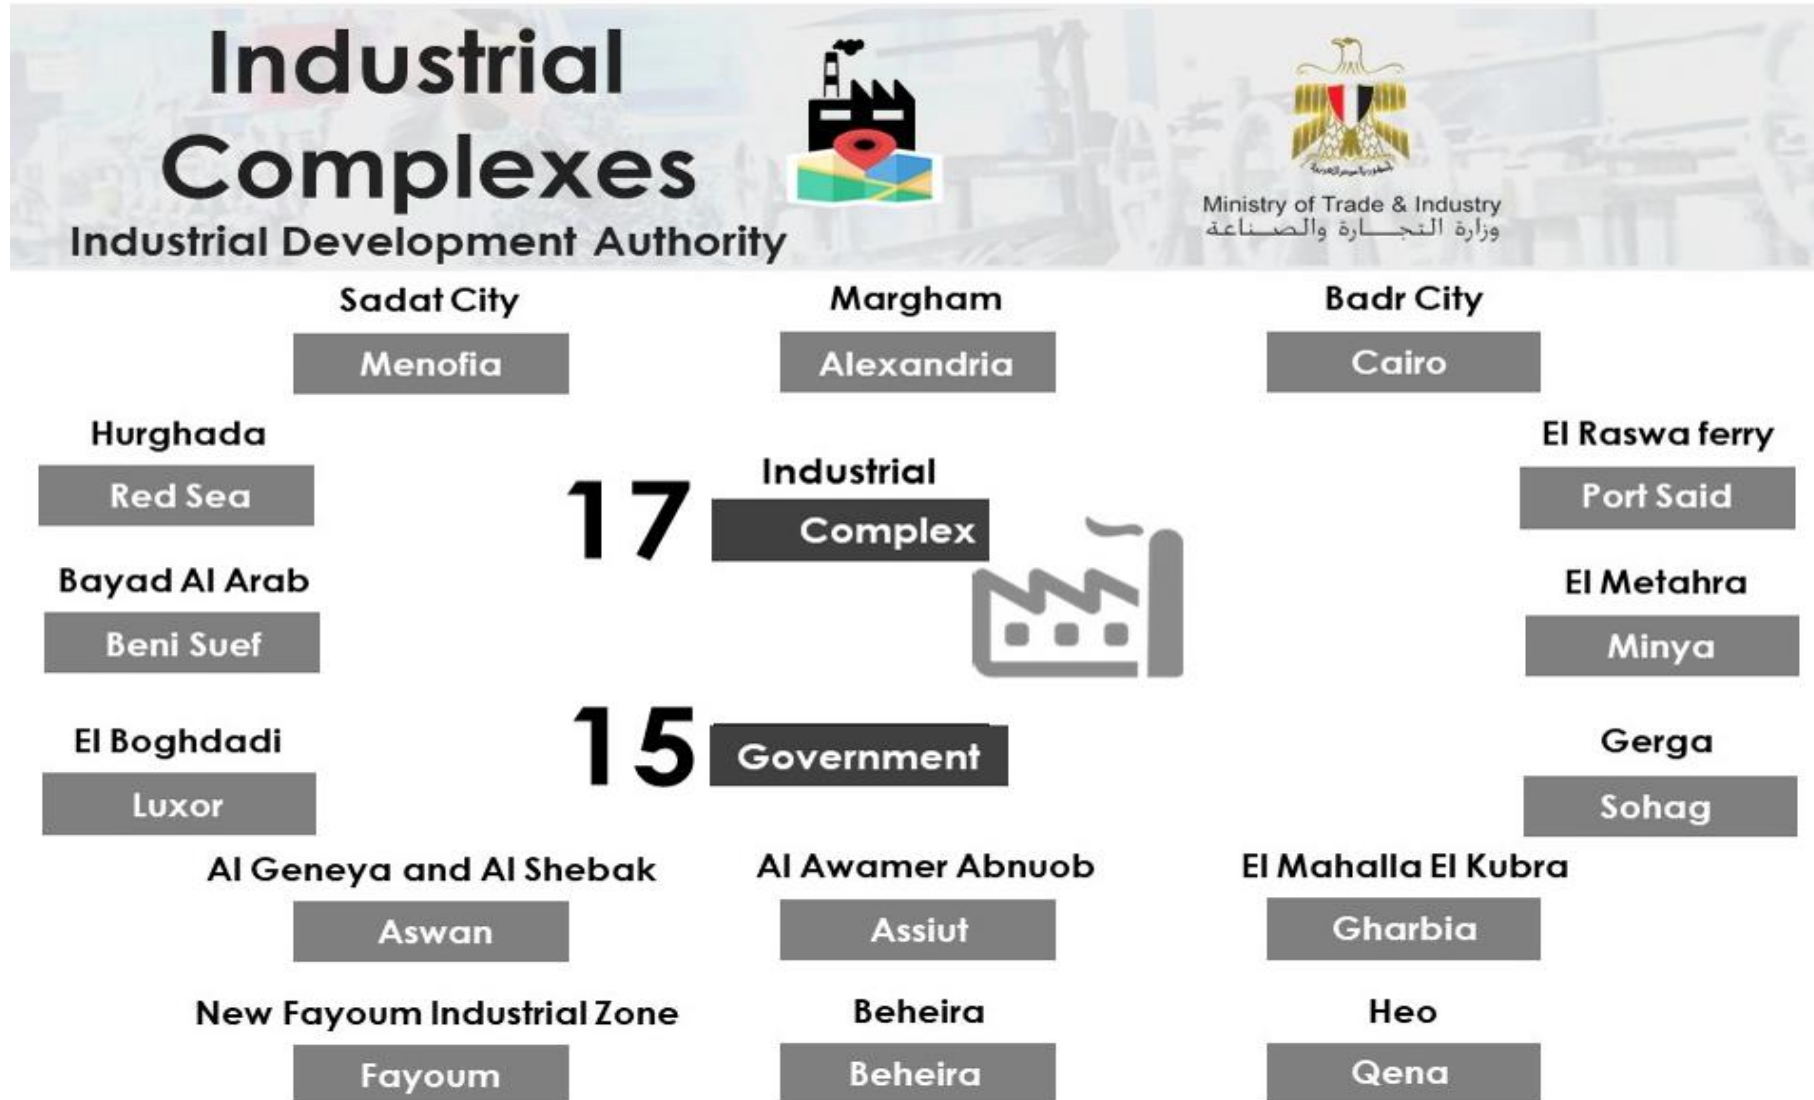 Industrial
Complexes
Industrial Development Authority
Ministry of Trade & Industry
وزارة التجـــارة والصــناعة
Sadat City
Menofia
Margham
Alexandria
Badr City
Cairo
Hurghada
Red Sea
17
Industrial
Complex
El Raswa ferry
Port Said
Bayad Al Arab
Beni Suef
El Metahra
Minya
El Boghdadi
Luxor
15
Government
Gerga
Sohag
Al Geneya and Al Shebak
Aswan
Al Awamer Abnuob
Assiut
El Mahalla El Kubra
Gharbia
New Fayoum Industrial Zone
Fayoum
Beheira
Beheira
Heo
Qena